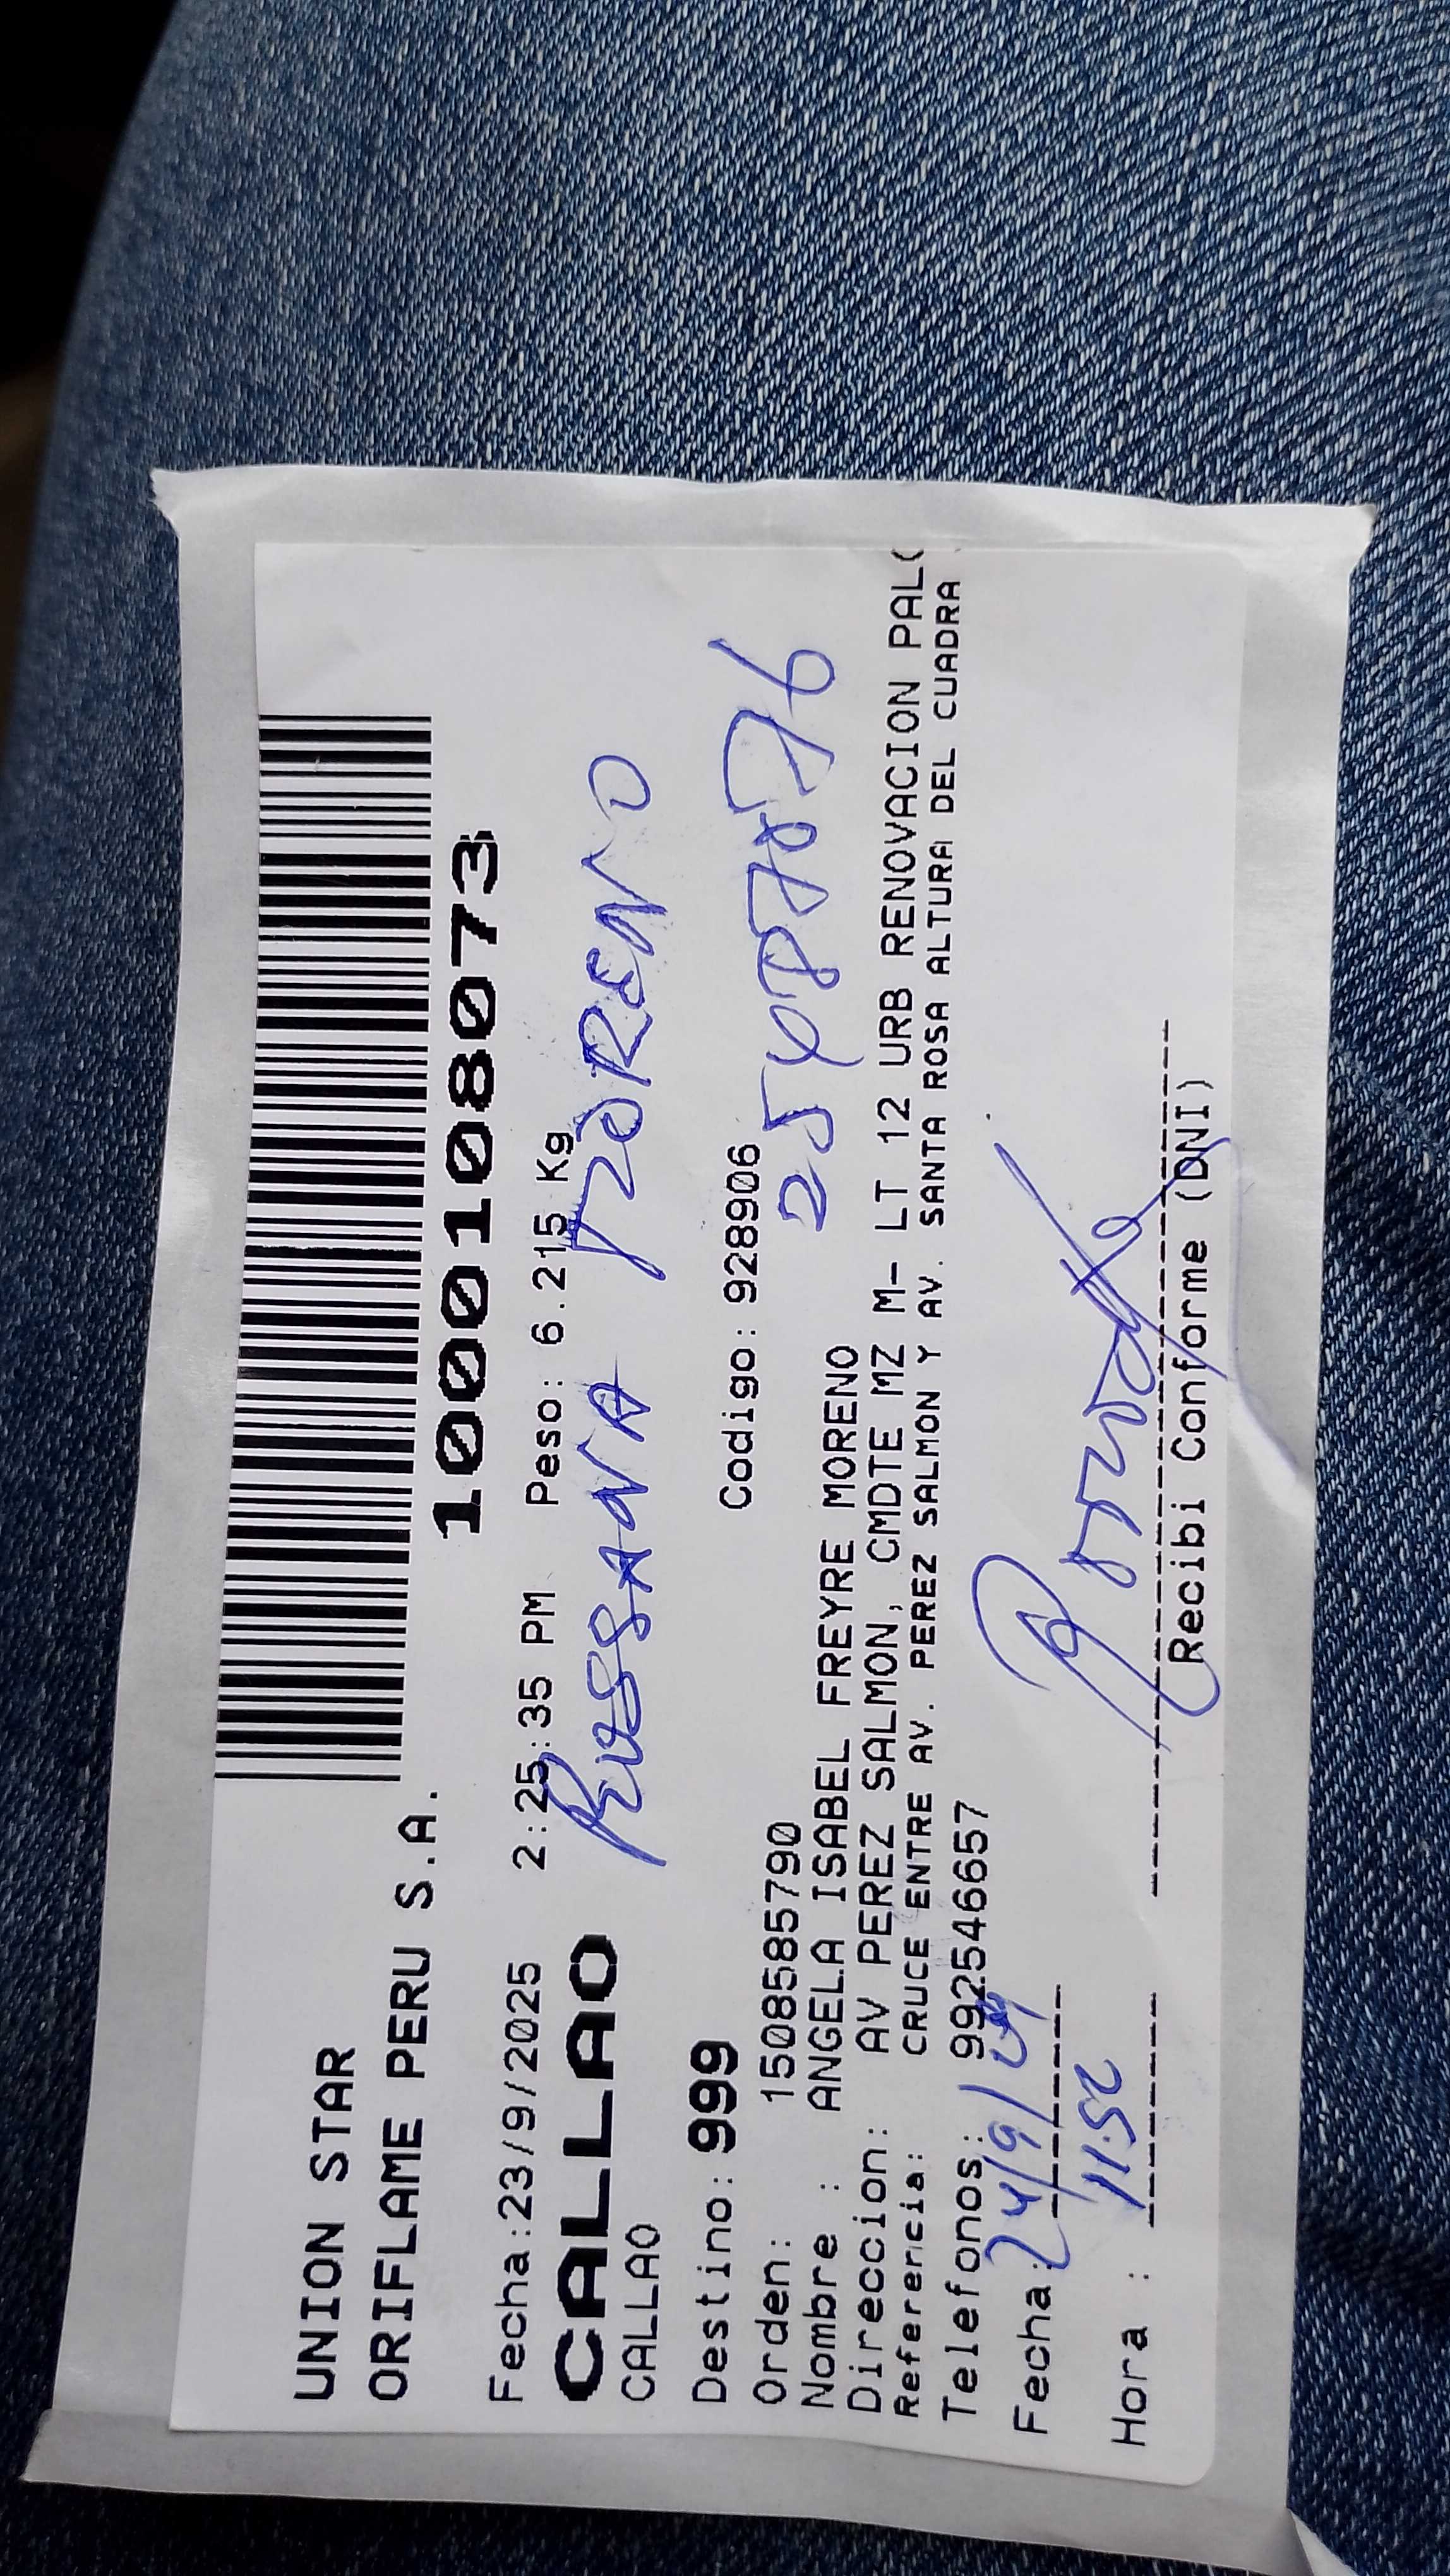 UNION STAR
ORIFLAME PERU S.A.
1000108073
Fecha:23/9/2025 2:25:35 PM Peso: 6.215 Kg
CALLAO
CALLAO
MORENO
Destino: 999 Codigo: 928906
Orden: 1508585790
Nombre : ANGELA ISABEL FREYRE MORENO
Direccion: AV PEREZ SALMON, CMDTE MZ M- LT 12 URB RENOVACION
Referencia: CRUCE ENTRE AV. PEREZ SALMON Y AV. SANTA ROSA ALTURA DEL CUADRA
Telefonos: 992546657
Fecha: 24/9/
Hora : 11:52
Recibi Conforme (DNI)